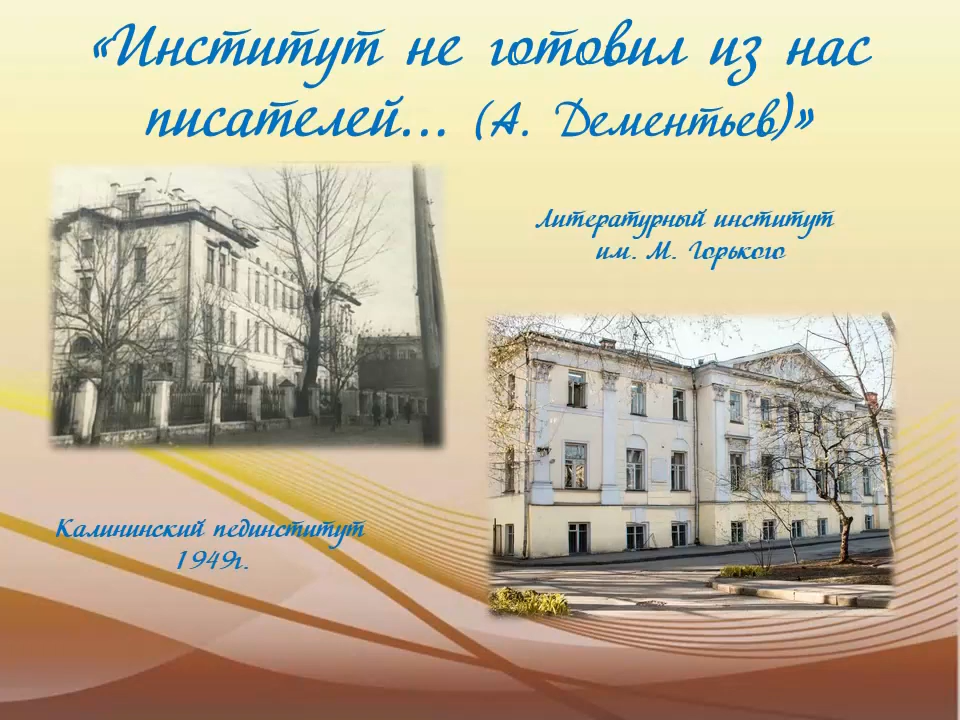 «Институт не готовил из нас
писателей... (А. Дементьев)»
Литературный институт
им. М. Горького
Калининский пединститут
1949г.